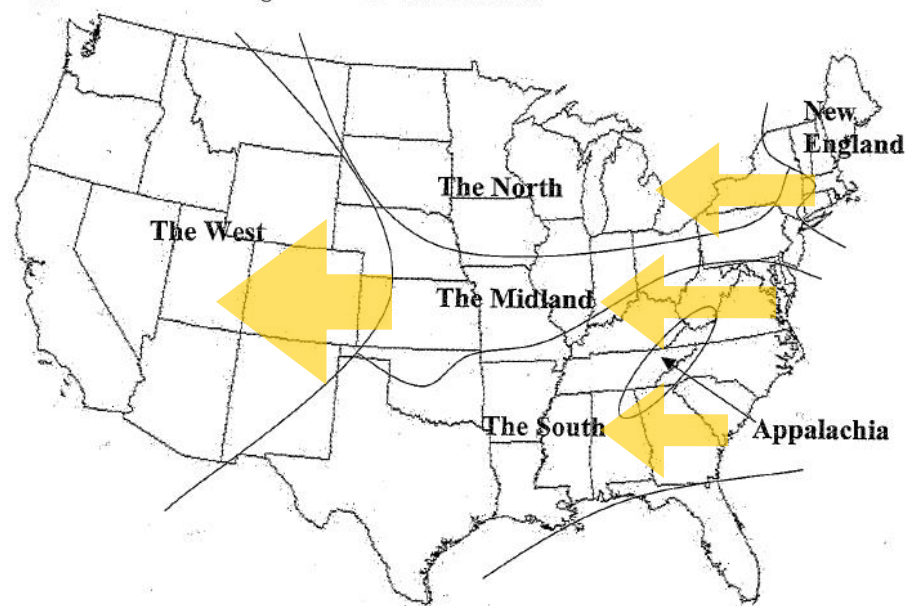 New
England
The North
The West
The Midland
The South
Appalachia